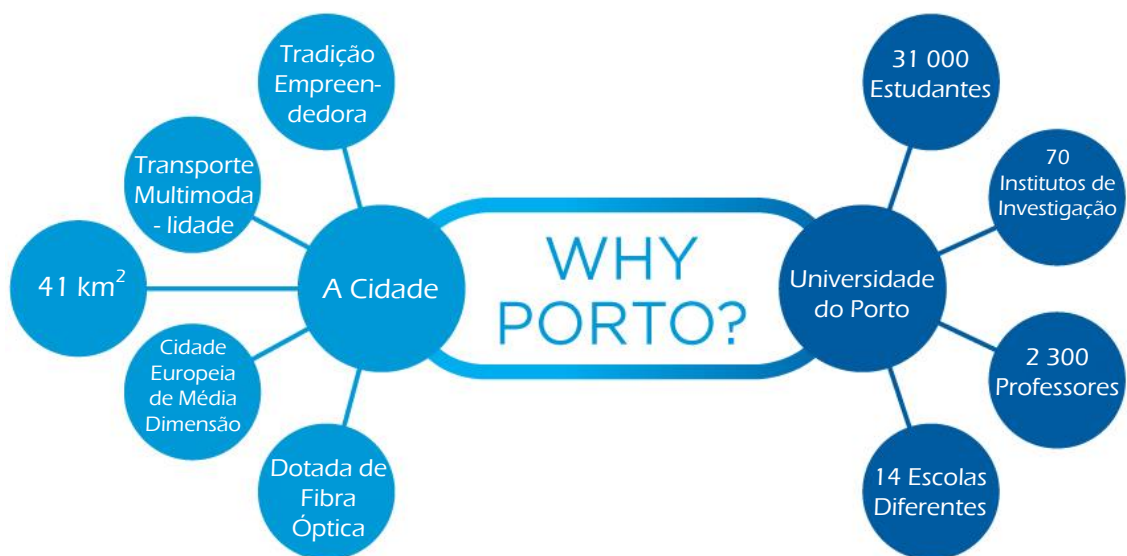 Tradição
Empreen-
dedora
Transporte
Multimoda
- lidade
41 km²
Cidade
Europeia
de Média
Dimensão
Dotada de
Fibra
Óptica
A Cidade
WHY
PORTO?
Universidade
do Porto
31 000
Estudantes
70
Institutos de
Investigação
2 300
Professores
14 Escolas
Diferentes